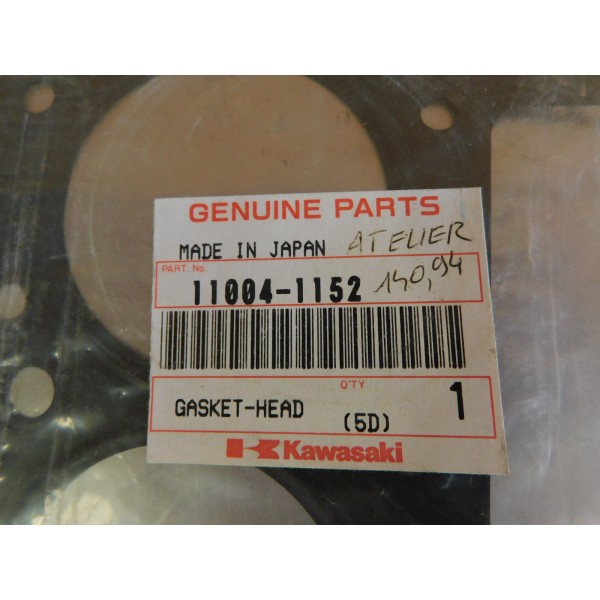 GENUINE PARTS
MADE IN JAPAN ATELIER
PART. No.
11004-1152 140,94
Q'TY
GASKET-HEAD (5D) 1
Kawasaki